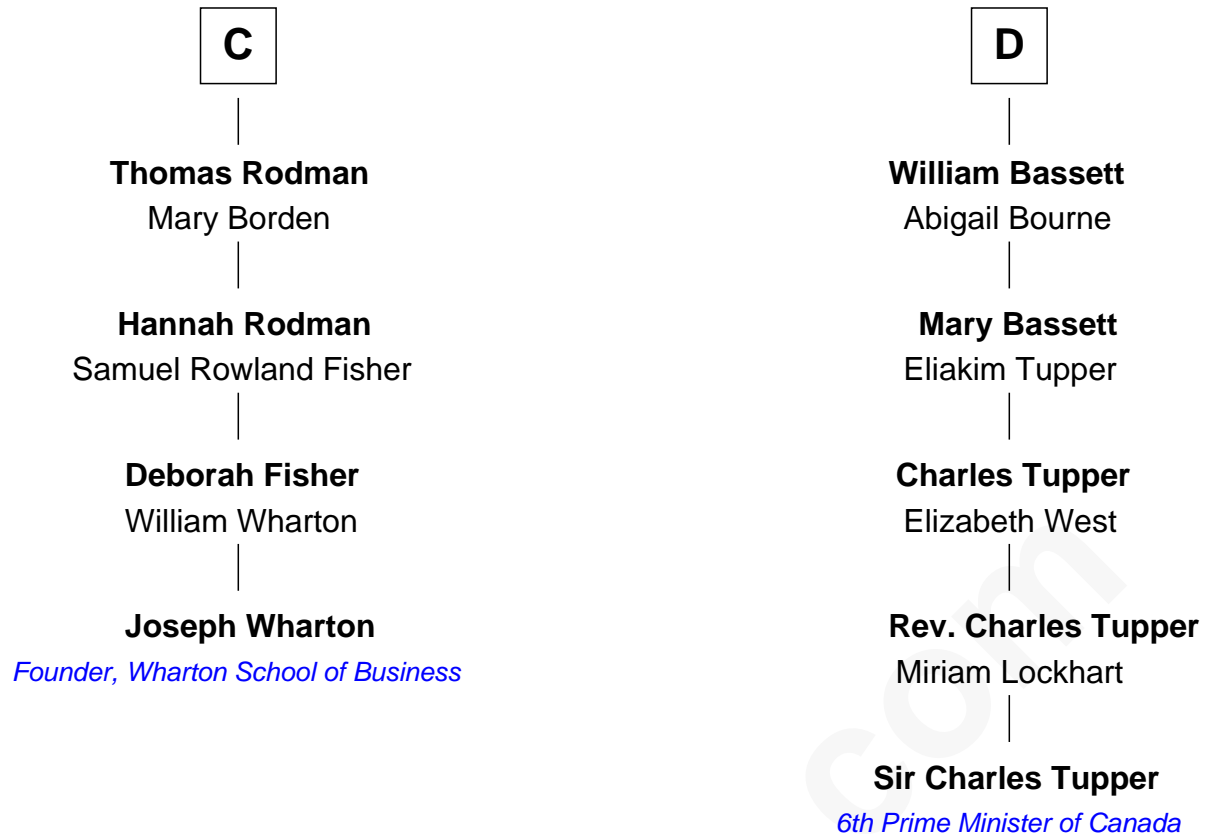 C
Thomas Rodman
Mary Borden
Hannah Rodman
Samuel Rowland Fisher
Deborah Fisher
William Wharton
Joseph Wharton
Founder, Wharton School of Business
D
William Bassett
Abigail Bourne
Mary Bassett
Eliakim Tupper
Charles Tupper
Elizabeth West
Rev. Charles Tupper
Miriam Lockhart
Sir Charles Tupper
6th Prime Minister of Canada
com